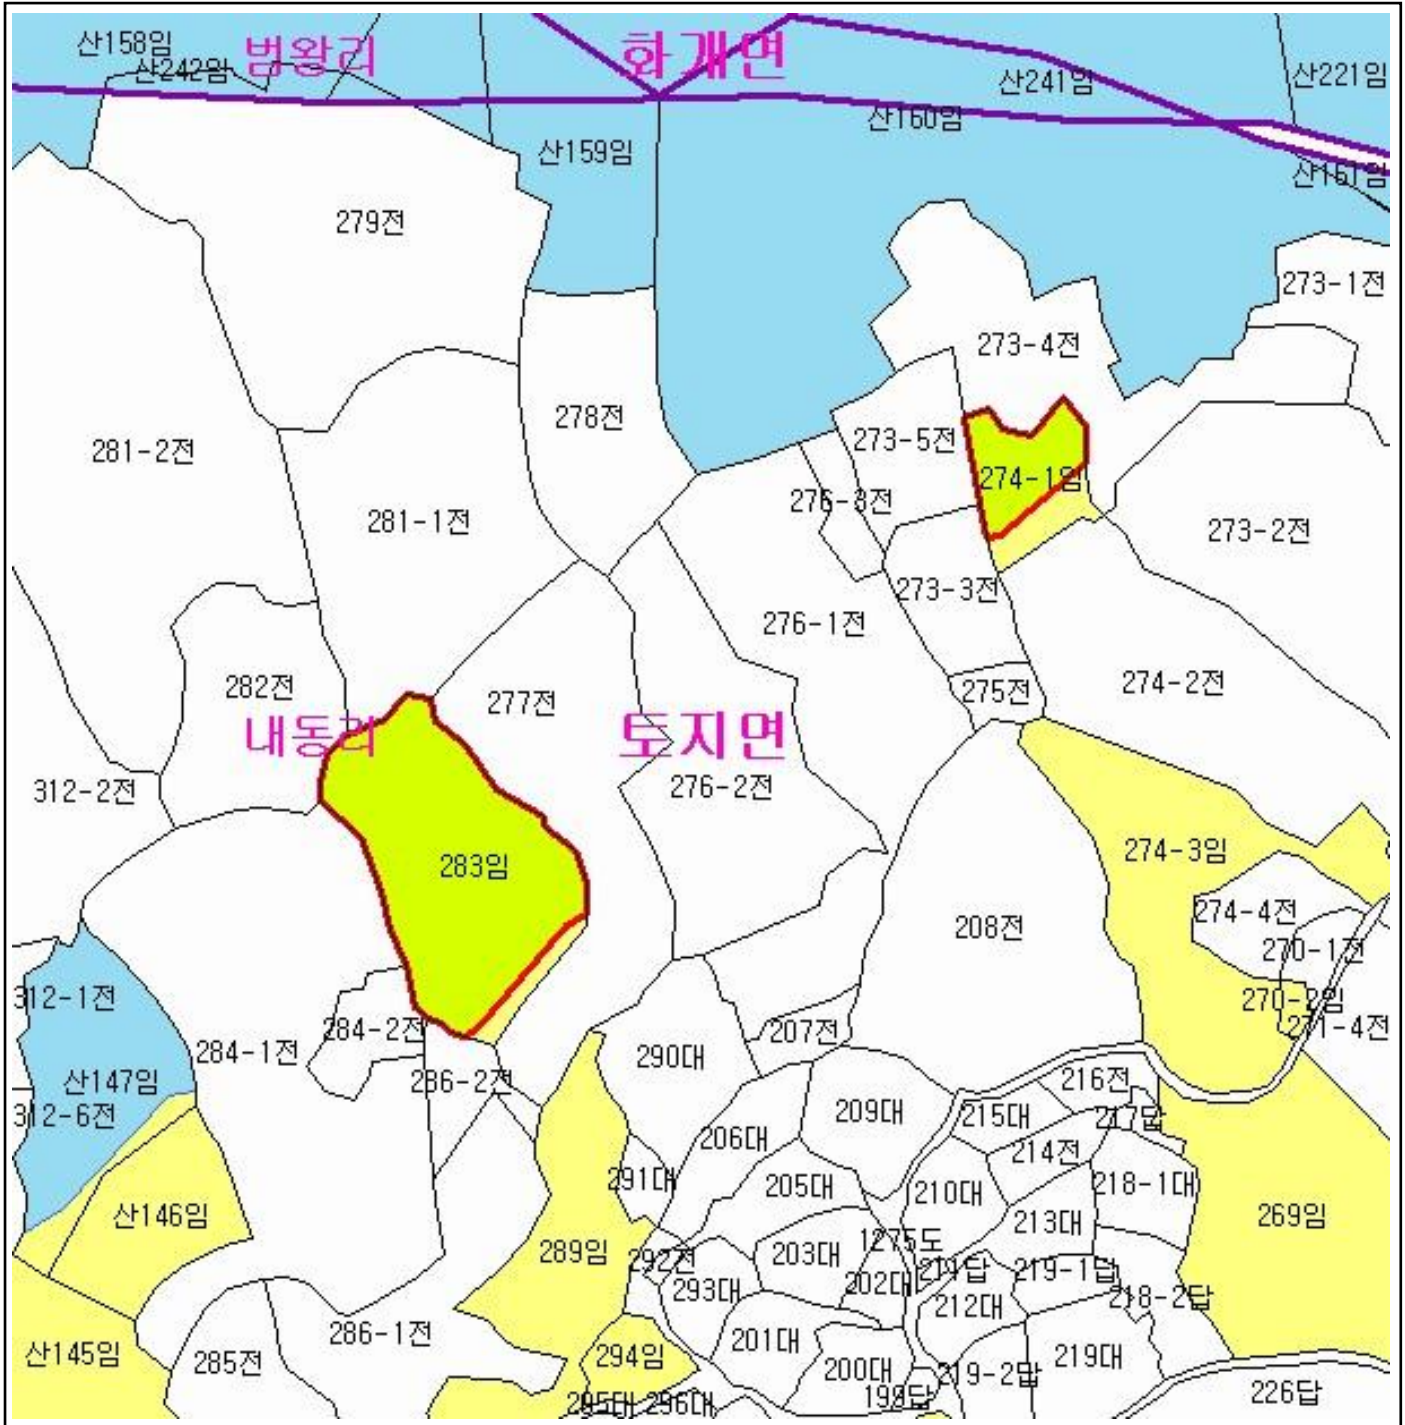 산158임
범왕리
화개면
산242임
산241임
산221임
산160임
산159임
산161임
279전
273-1전
273-4전
278전
273-5전
281-2전
274-1임
276-3전
281-1전
273-2전
273-3전
276-1전
282전
277전
275전
274-2전
내동리
토지면
312-2전
276-2전
274-3임
283임
274-4전
208전
270-1전
312-1전
270-2임
284-2전
207전
271-4전
284-1전
290대
산147임
286-2전
216전
312-6전
209대
215대
217답
206대
214전
291대
205대
210대
218-1대
산146임
213대
269임
289임
292전
203대
1275도
211답
219-1답
202대
293대
212대
218-2답
286-1전
201대
산145임
285전
294임
200대
219-2답
219대
295대
296대
199답
226답